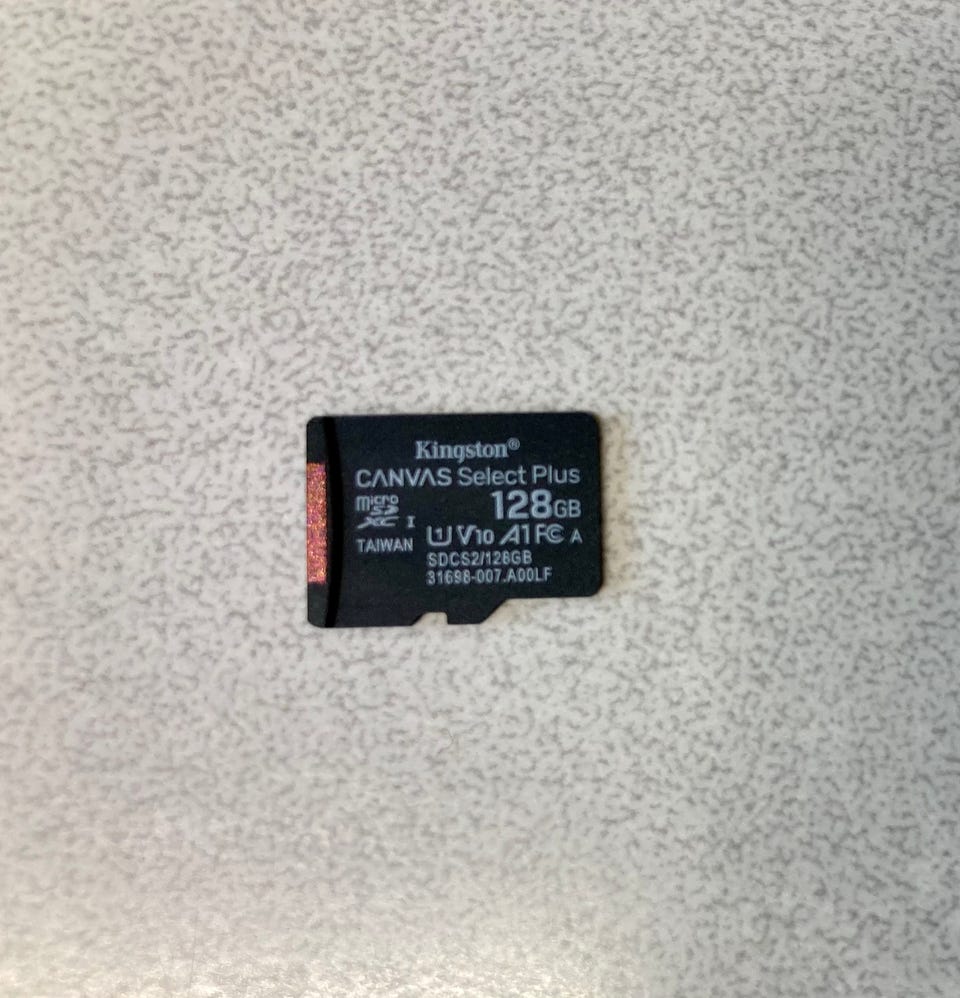 Kingston®
CANVAS Select Plus
micro SD XC I
128GB
U1 V10 A1 FC A
TAIWAN
SDCS2/128GB
31698-007.A00LF